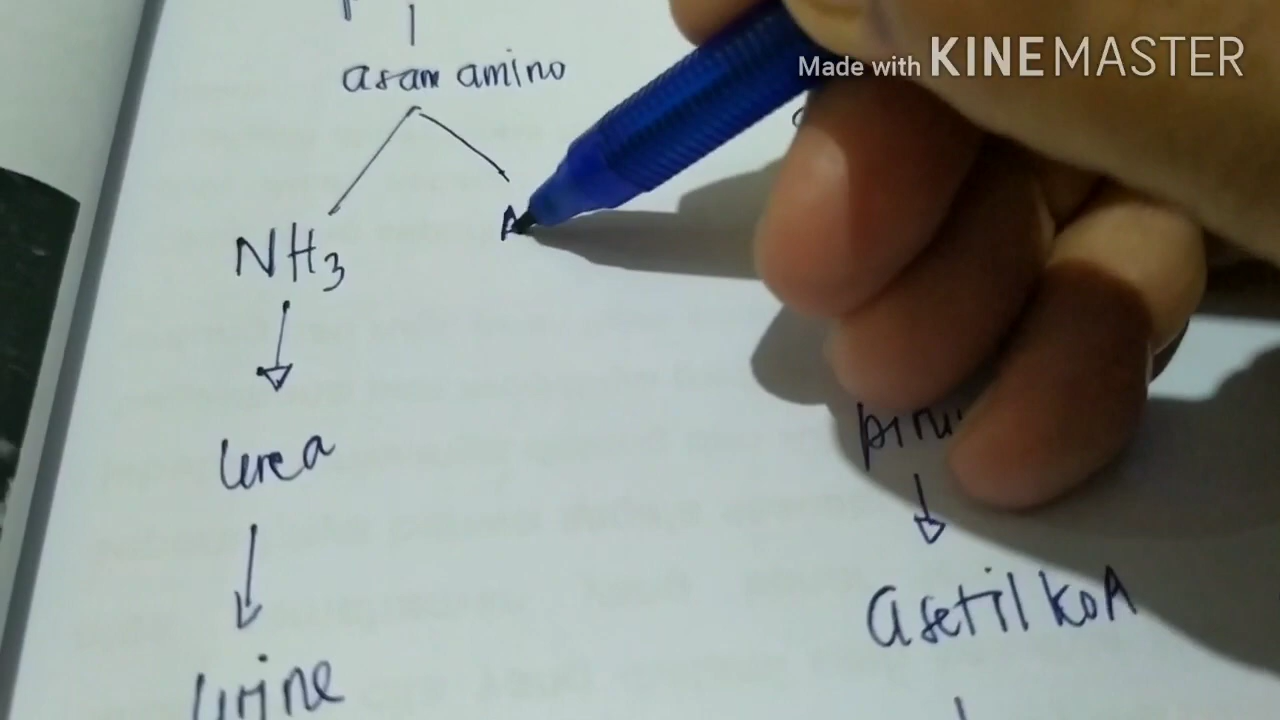 Made with KINEMASTER
asam amino
NH3
Urea
Urine
asetil koA